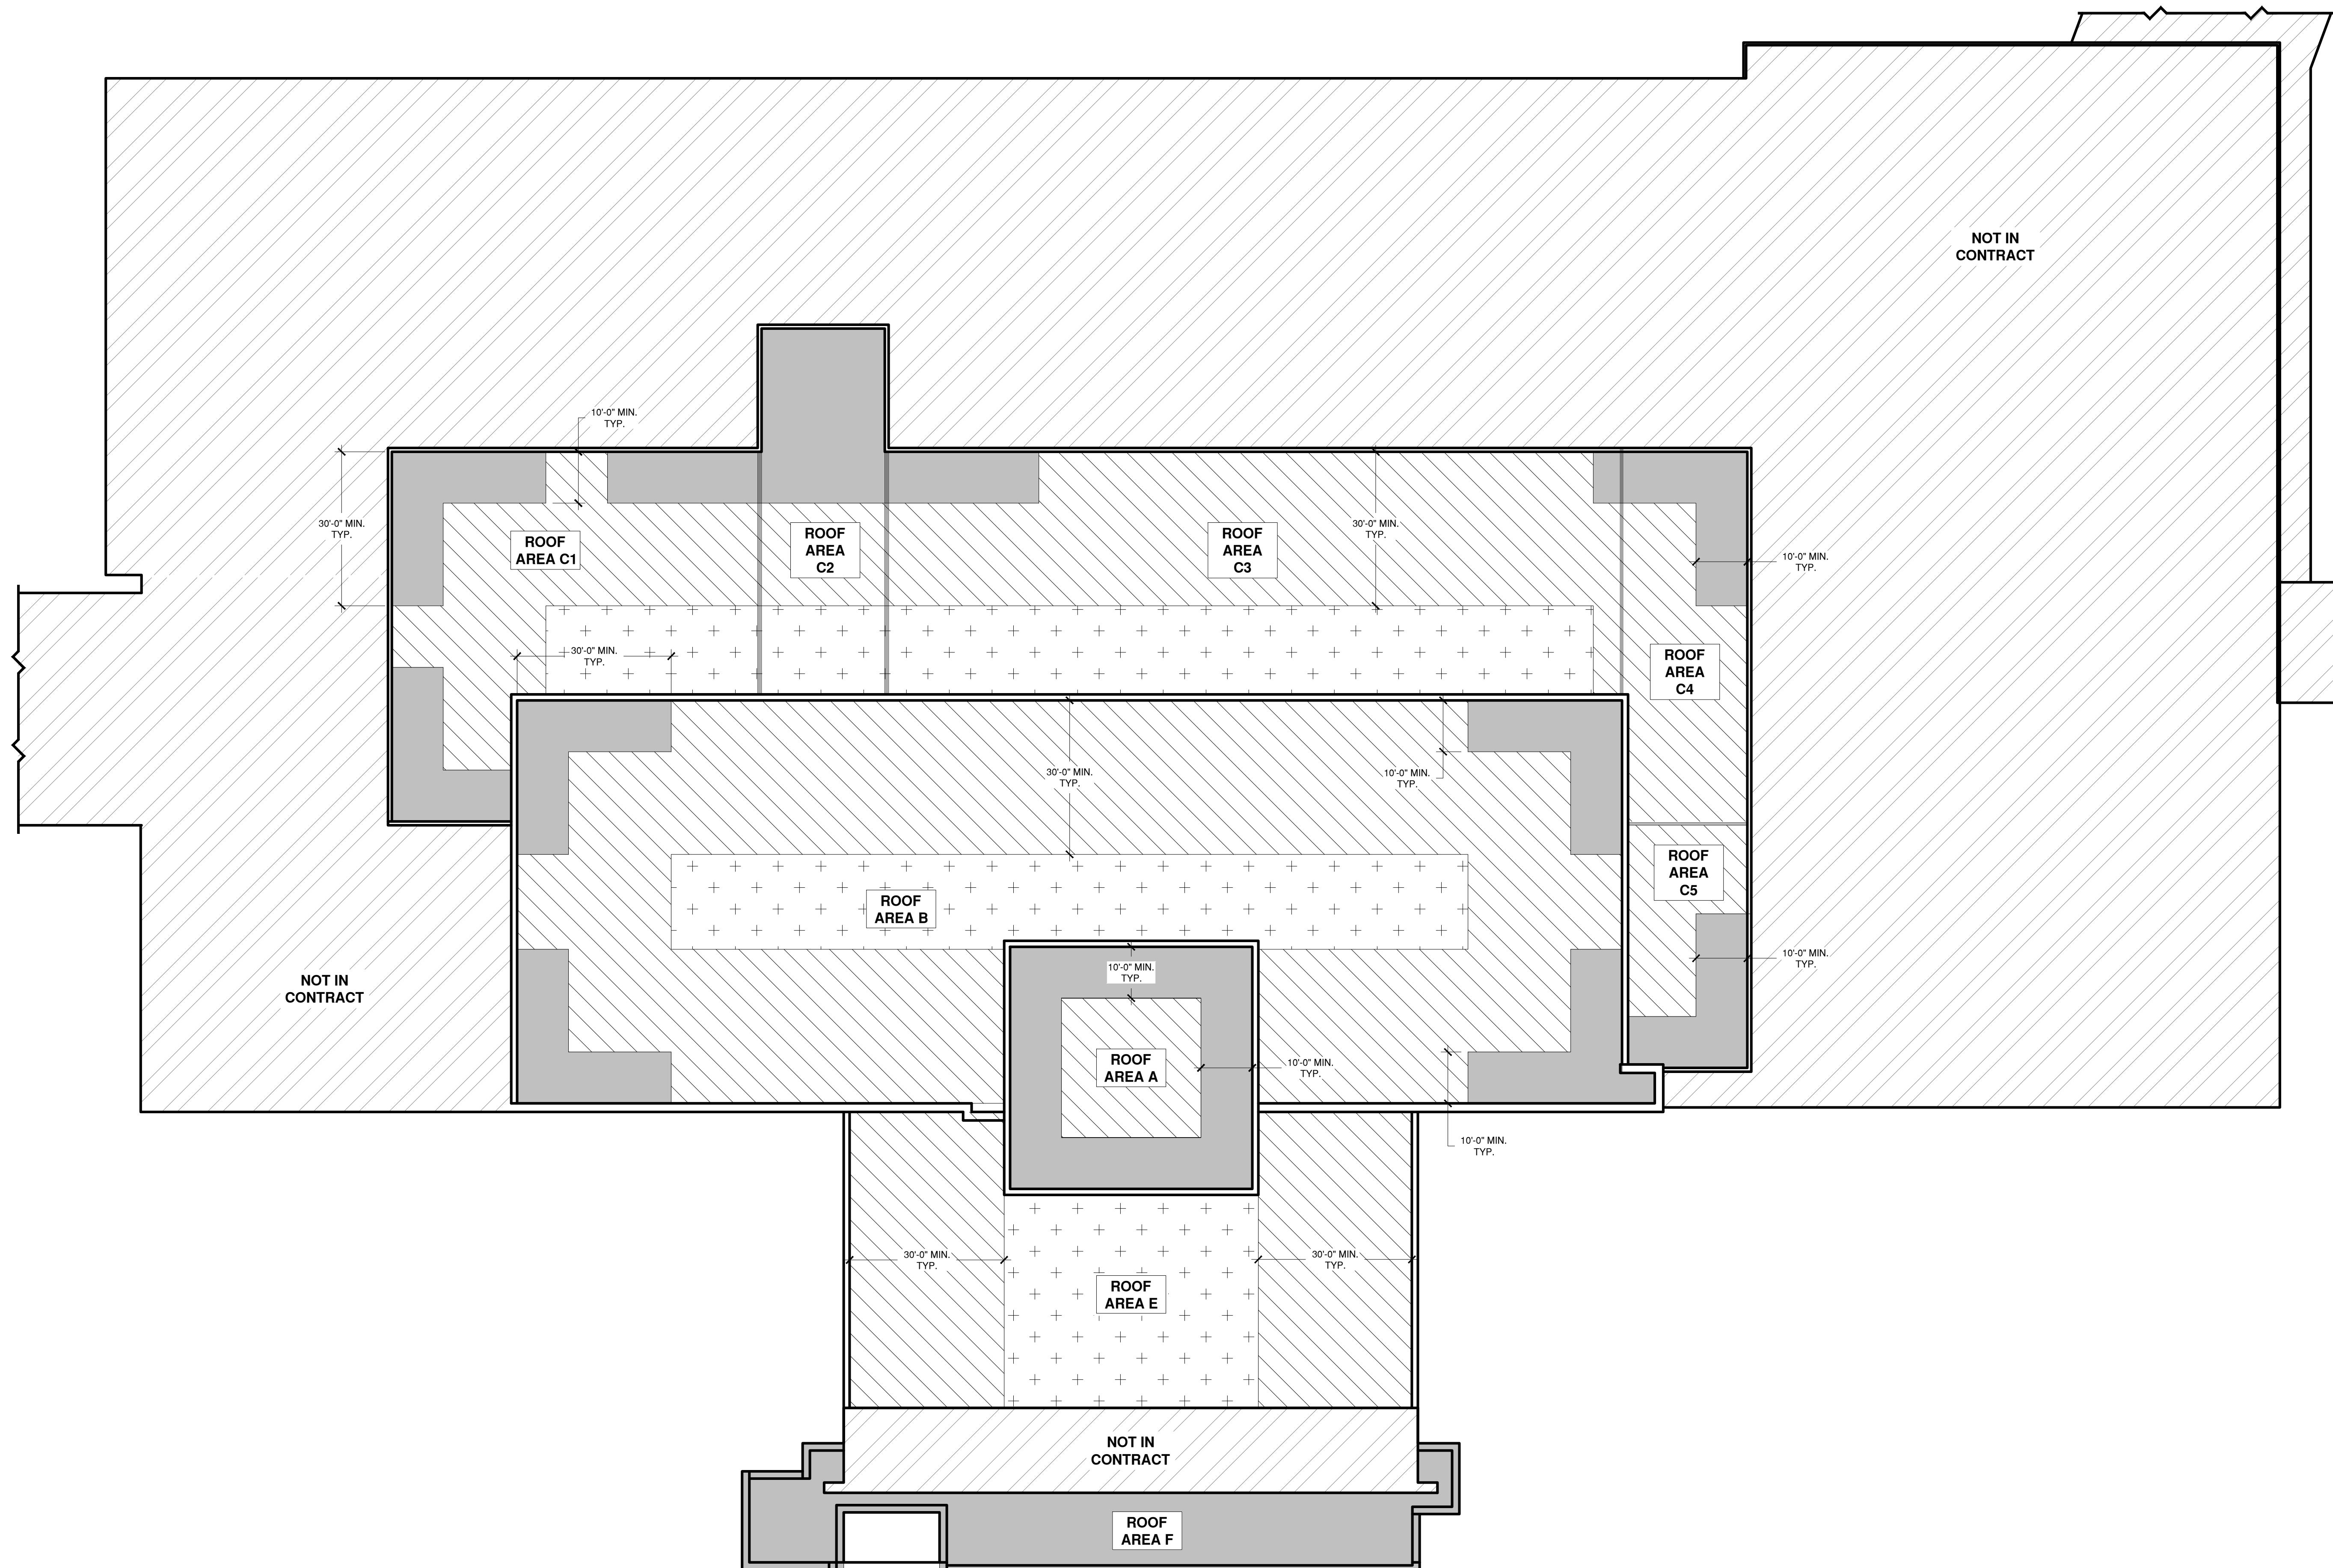 NOT IN
CONTRACT
10'-0" MIN.
TYP.
30'-0" MIN.
TYP.
30'-0" MIN.
TYP.
ROOF
AREA C1
ROOF
AREA
C2
ROOF
AREA
C3
10'-0" MIN.
TYP.
30'-0" MIN.
TYP.
ROOF
AREA
C4
30'-0" MIN.
TYP.
10'-0" MIN.
TYP.
ROOF
AREA
C5
ROOF
AREA B
10'-0" MIN.
TYP.
10'-0" MIN.
TYP.
NOT IN
CONTRACT
ROOF
AREA A
10'-0" MIN.
TYP.
10'-0" MIN.
TYP.
30'-0" MIN.
TYP.
30'-0" MIN.
TYP.
ROOF
AREA E
NOT IN
CONTRACT
ROOF
AREA F